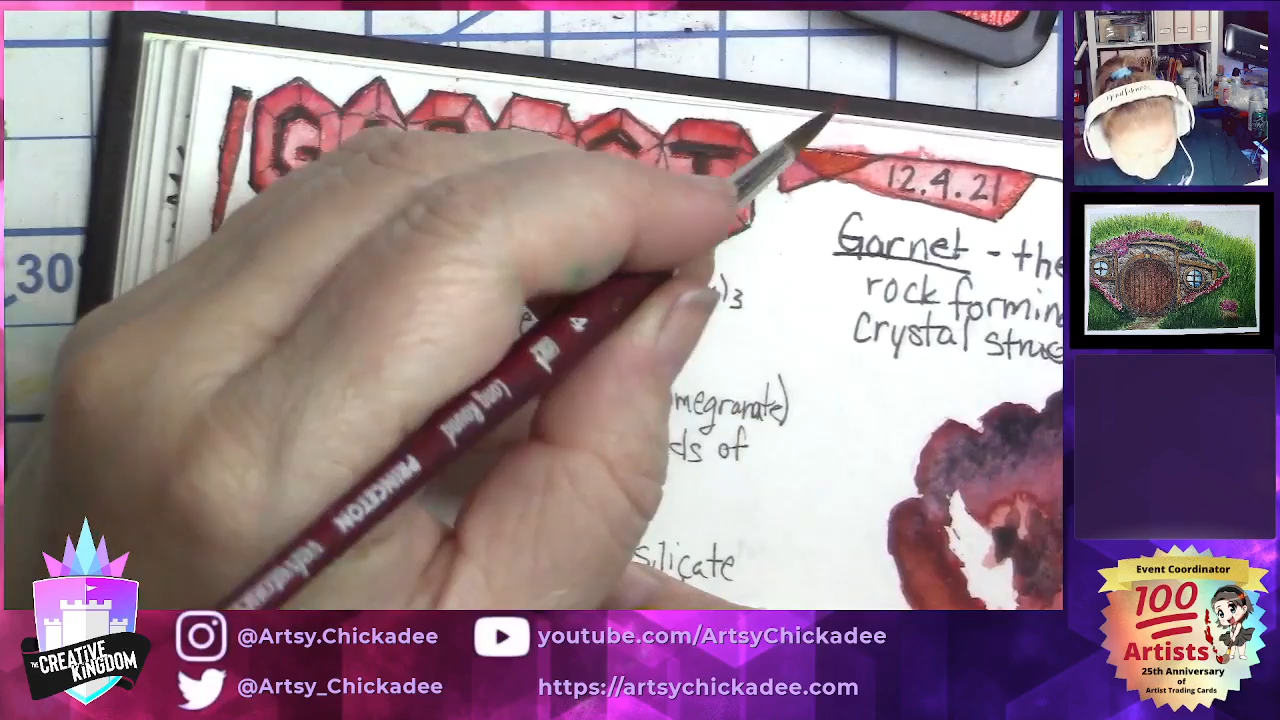 12.4.21
Garnet - the
rock formin
Crystal struc
)3
megranate)
ds of
silicate
30
4
Long Round
PRINCETON
THE CREATIVE KINGDOM
@Artsy.Chickadee
@Artsy_Chickadee
youtube.com/ArtsyChickadee
https://artsychickadee.com
Event Coordinator
100
Artists
25th Anniversary
of
Artist Trading Cards